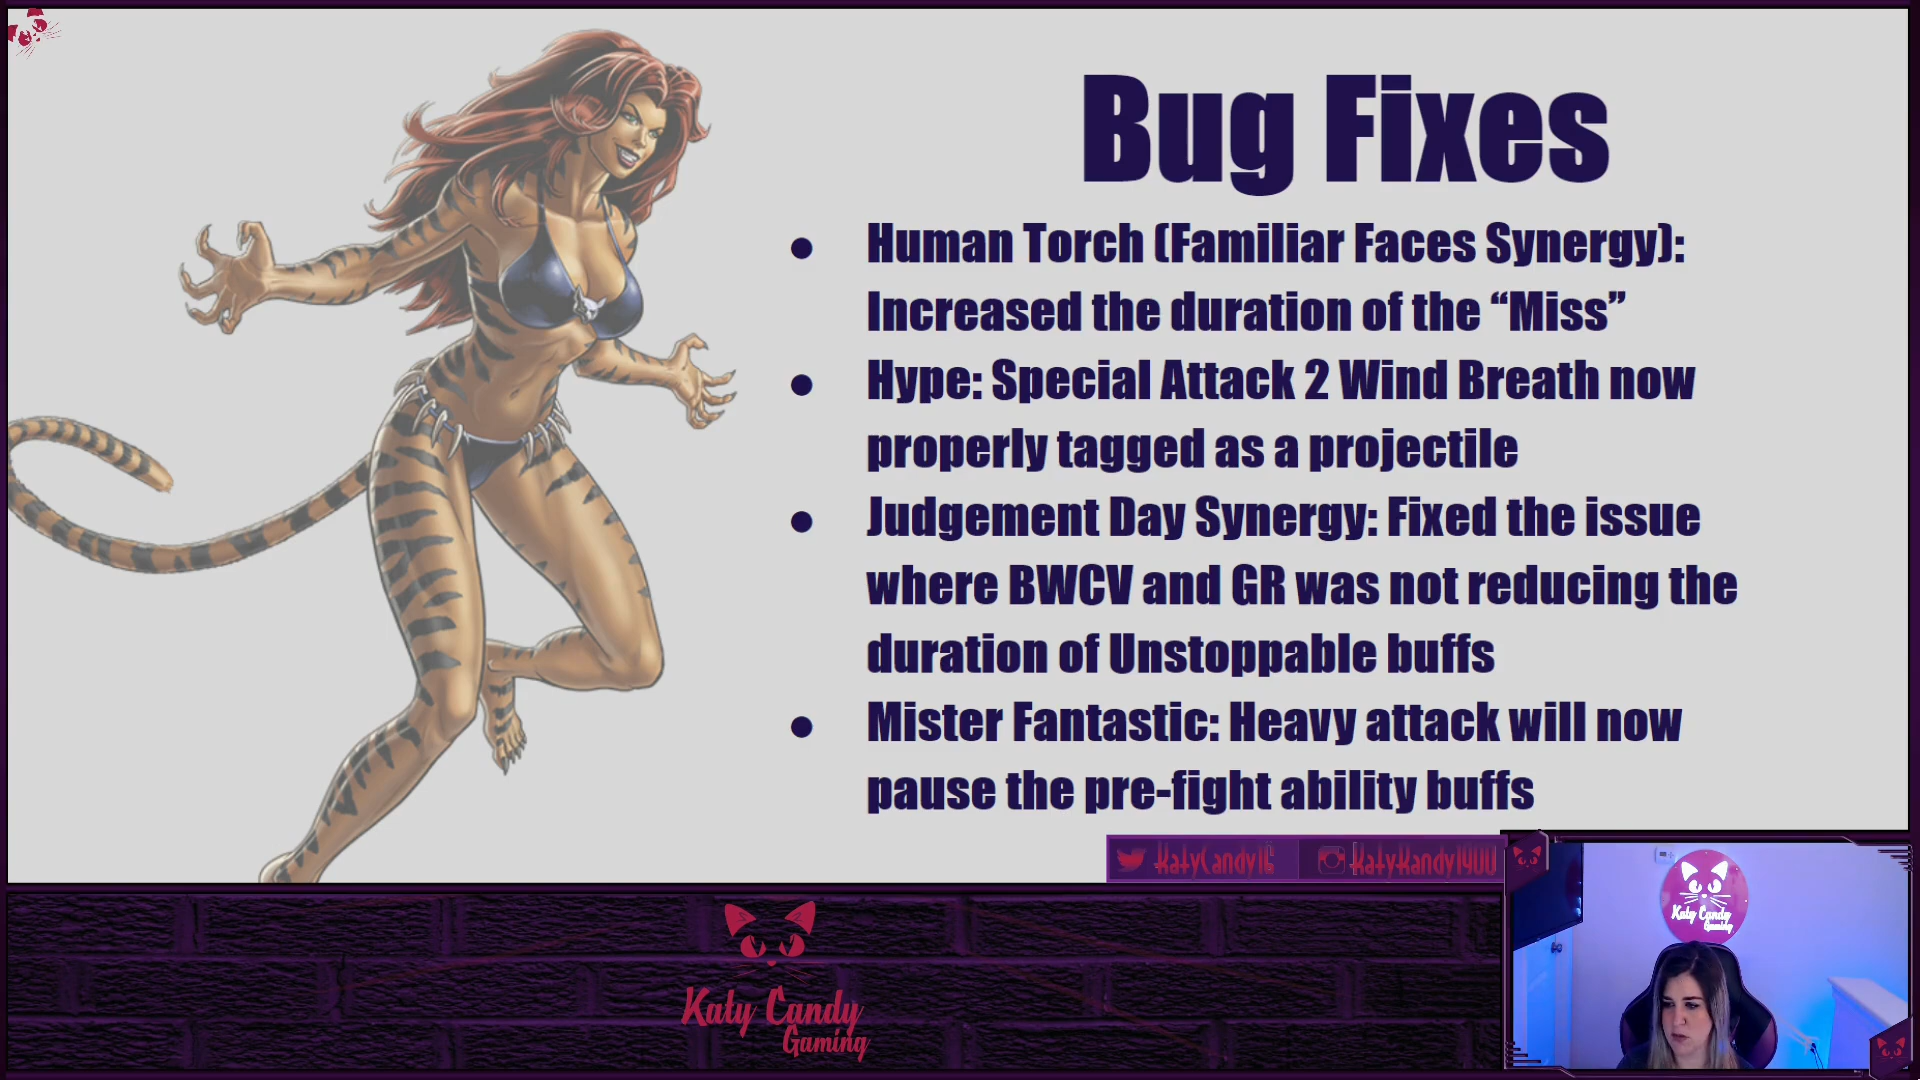 Bug Fixes
● Human Torch (Familiar Faces Synergy):
Increased the duration of the “Miss”
● Hype: Special Attack 2 Wind Breath now
properly tagged as a projectile
● Judgement Day Synergy: Fixed the issue
where BWCV and GR was not reducing the
duration of Unstoppable buffs
● Mister Fantastic: Heavy attack will now
pause the pre-fight ability buffs
KatyKandy1900
Katy Candy
Gaming
Katy Candy
Gaming